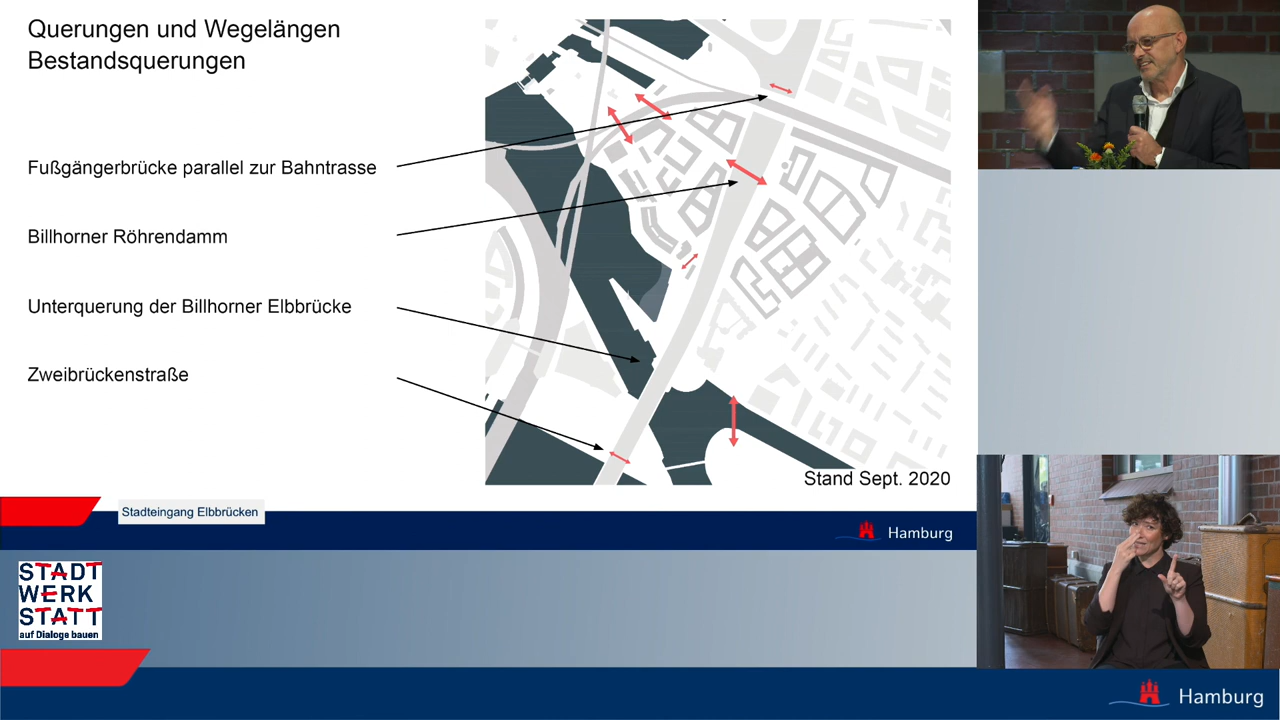 Querungen und Wegelängen
Bestandsquerungen
Fußgängerbrücke parallel zur Bahntrasse
Billhorner Röhrendamm
Unterquerung der Billhorner Elbbrücke
Zweibrückenstraße
Stand Sept. 2020
Stadteingang Elbbrücken
Hamburg
STADT
WERK
STATT
auf Dialoge bauen
Hamburg